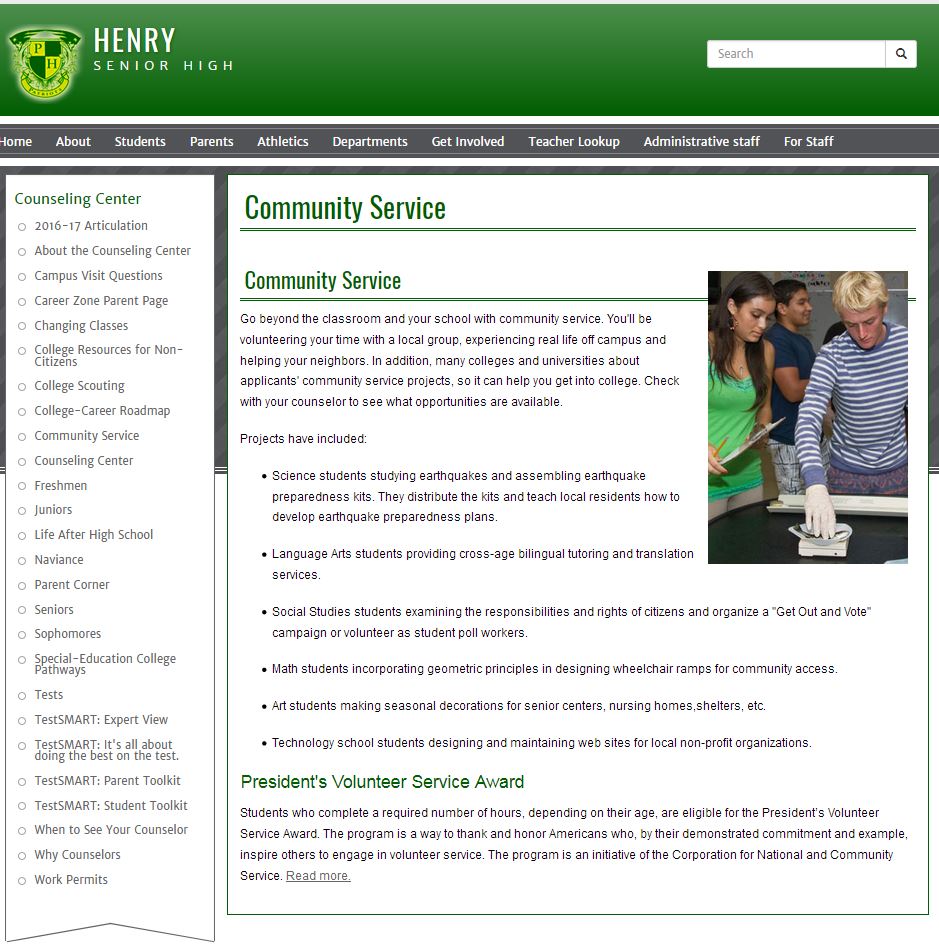 P H
PATRIOTS
HENRY
SENIOR HIGH
Search
Home About Students Parents Athletics Departments Get Involved Teacher Lookup Administrative staff For Staff
Counseling Center
2016-17 Articulation
About the Counseling Center
Campus Visit Questions
Career Zone Parent Page
Changing Classes
College Resources for Non-
Citizens
College Scouting
College-Career Roadmap
Community Service
Counseling Center
Freshmen
Juniors
Life After High School
Naviance
Parent Corner
Seniors
Sophomores
Special-Education College
Pathways
Tests
TestSMART: Expert View
TestSMART: It's all about
doing the best on the test.
TestSMART: Parent Toolkit
TestSMART: Student Toolkit
When to See Your Counselor
Why Counselors
Work Permits
Community Service
Community Service
Go beyond the classroom and your school with community service. You'll be
volunteering your time with a local group, experiencing real life off campus and
helping your neighbors. In addition, many colleges and universities about
applicants' community service projects, so it can help you get into college. Check
with your counselor to see what opportunities are available.
Projects have included:
Science students studying earthquakes and assembling earthquake
preparedness kits. They distribute the kits and teach local residents how to
develop earthquake preparedness plans.
Language Arts students providing cross-age bilingual tutoring and translation
services.
Social Studies students examining the responsibilities and rights of citizens and organize a "Get Out and Vote"
campaign or volunteer as student poll workers.
Math students incorporating geometric principles in designing wheelchair ramps for community access.
Art students making seasonal decorations for senior centers, nursing homes,shelters, etc.
Technology school students designing and maintaining web sites for local non-profit organizations.
President's Volunteer Service Award
Students who complete a required number of hours, depending on their age, are eligible for the President's Volunteer
Service Award. The program is a way to thank and honor Americans who, by their demonstrated commitment and example,
inspire others to engage in volunteer service. The program is an initiative of the Corporation for National and Community
Service. Read more.